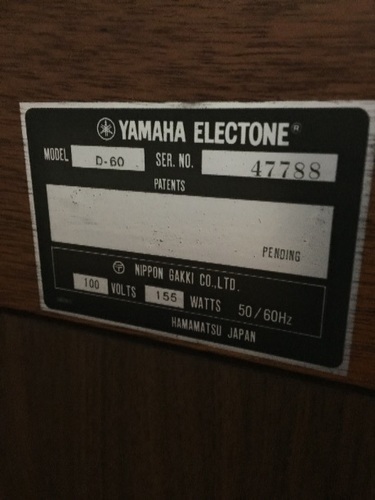 YAMAHA ELECTONE®
MODEL D-60 SER. NO. 47788
PATENTS
PENDING
NIPPON GAKKI CO.,LTD.
100 VOLTS 155 WATTS 50/60Hz
HAMAMATSU JAPAN